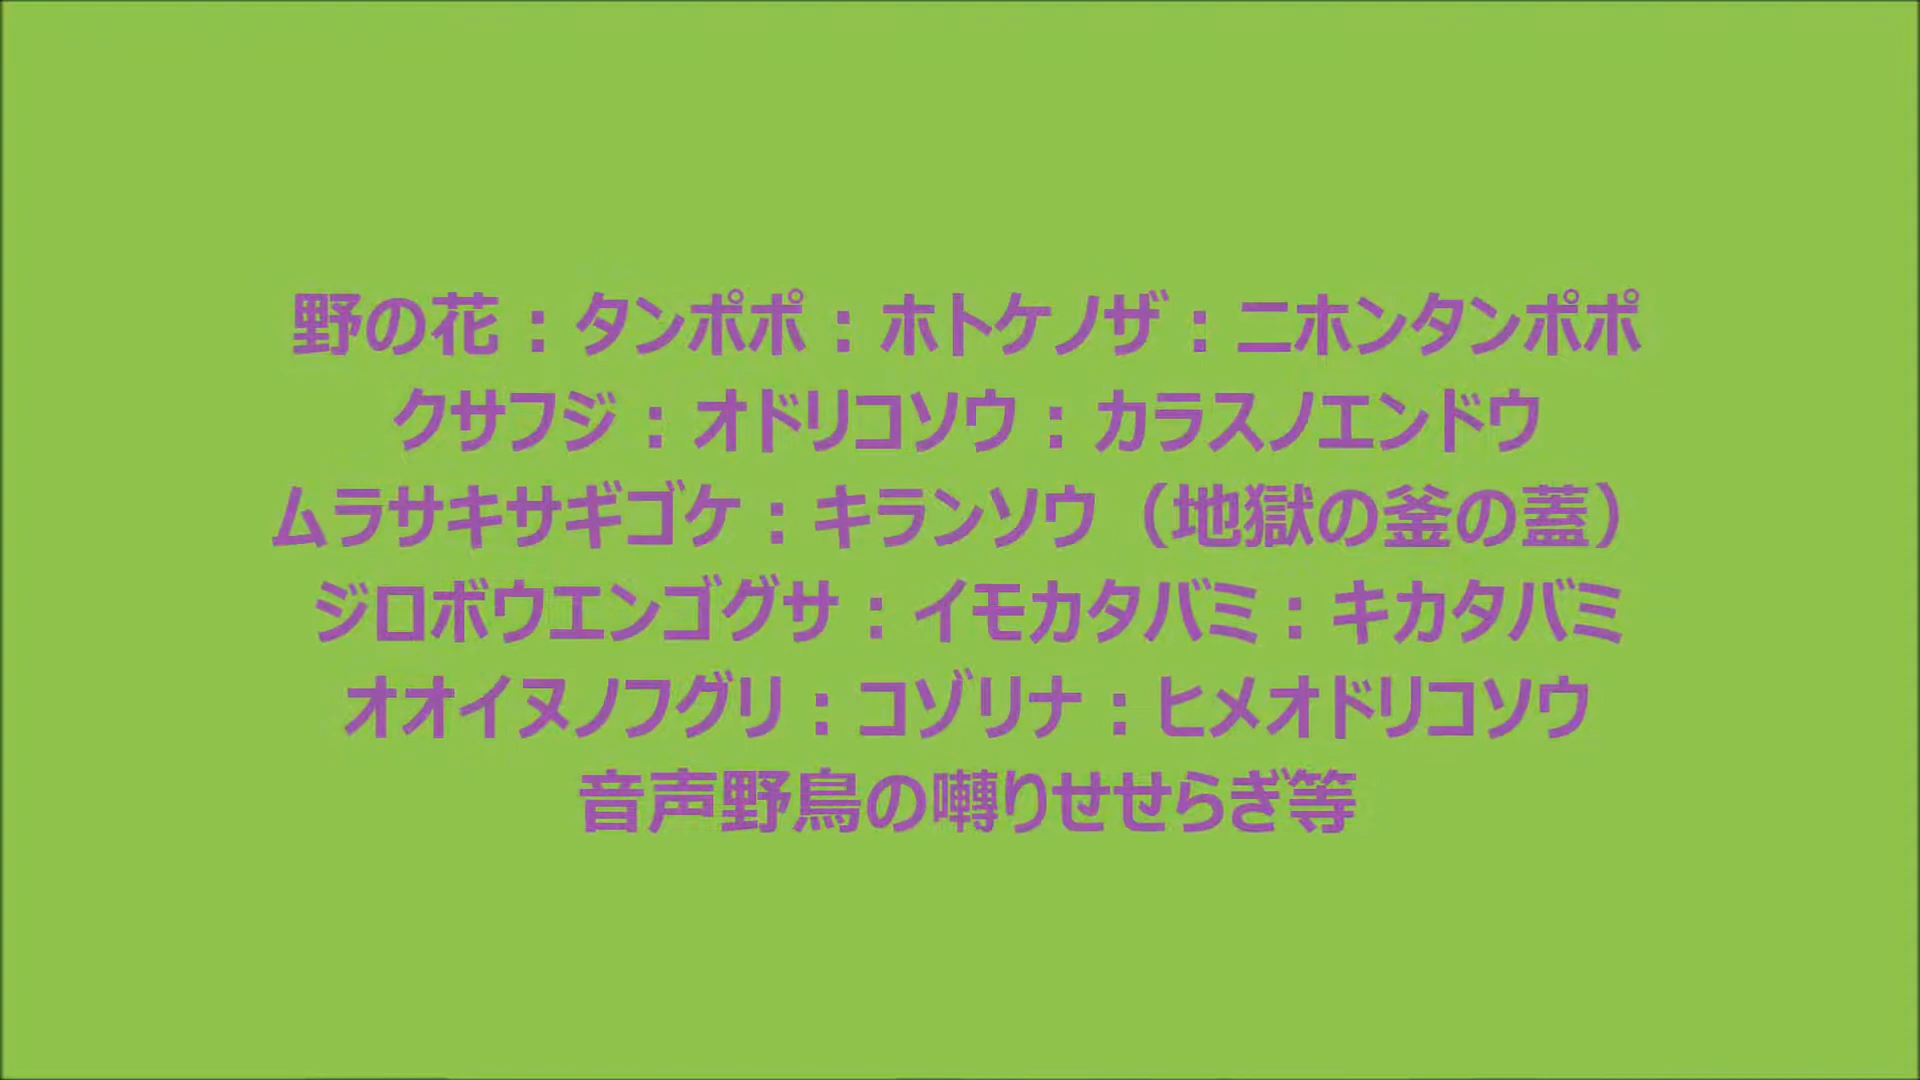 野の花：タンポポ：ホトケノザ：ニホンタンポポ
クサフジ：オドリコソウ：カラスノエンドウ
ムラサキサギゴケ：キランソウ（地獄の釜の蓋）
ジロボウエンゴグサ：イモカタバミ：キカタバミ
オオイヌノフグリ：コゾリナ：ヒメオドリコソウ
音声野鳥の囀りせせらぎ等